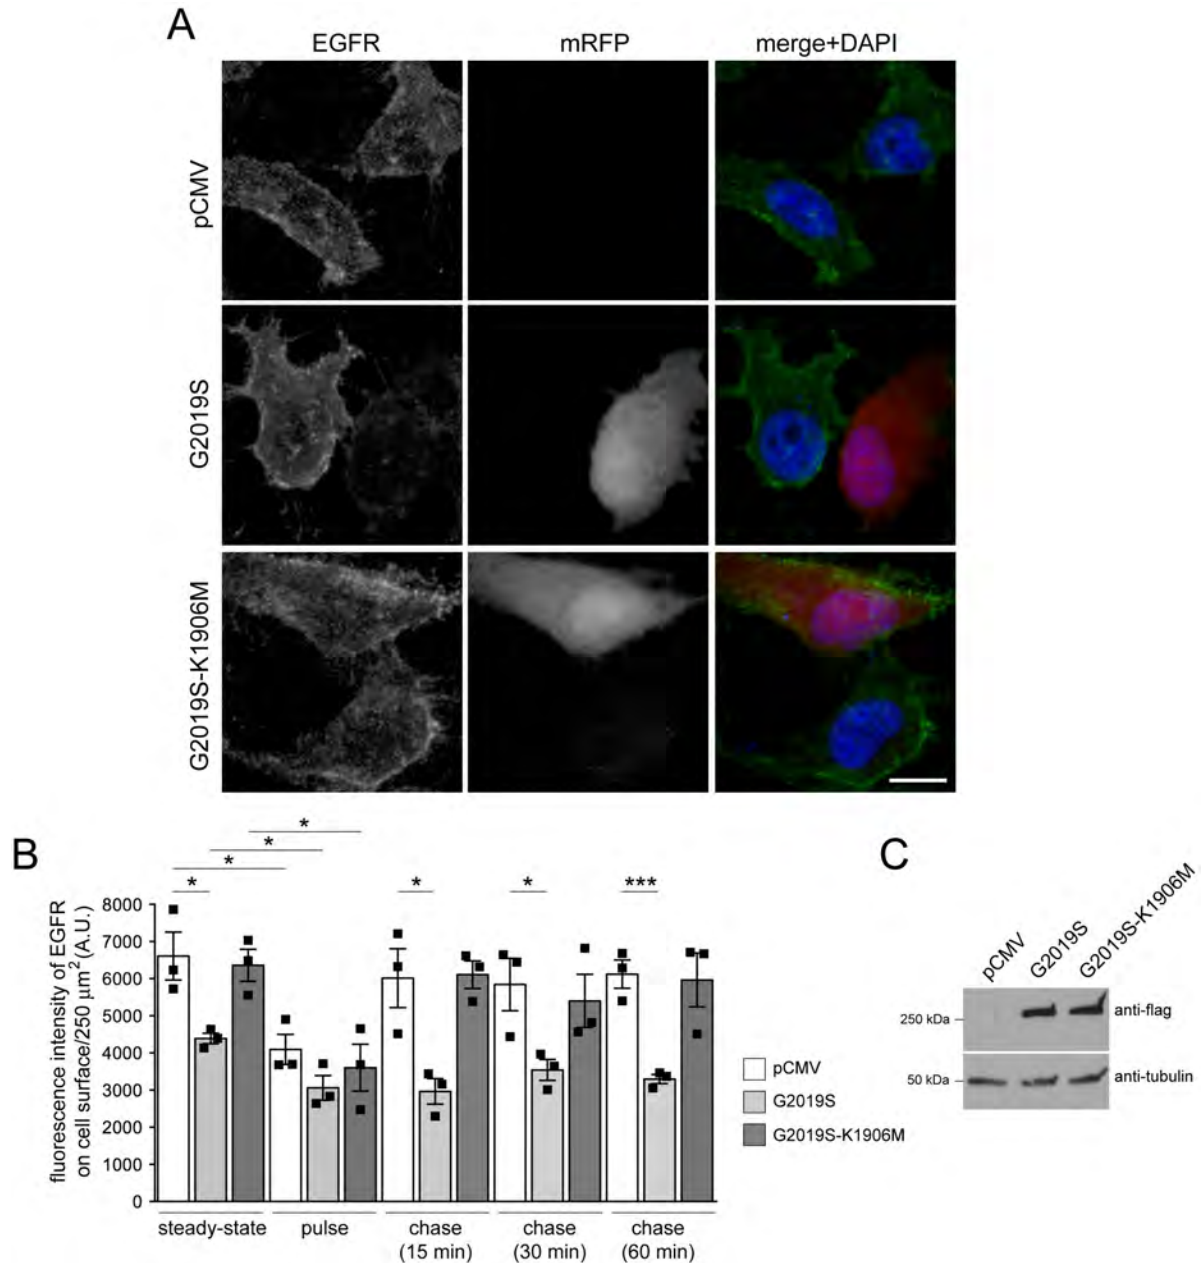 A
EGFR
mRFP
merge+DAPI
pCMV
G2019S
G2019S-K1906M
B
*
*
*
*
*
*
***
fluorescence intensity of EGFR
on cell surface/250 µm² (A.U.)
8000
7000
6000
5000
4000
3000
2000
1000
0
steady-state
pulse
chase
(15 min)
chase
(30 min)
chase
(60 min)
pCMV
G2019S
G2019S-K1906M
C
pCMV
G2019S
G2019S-K1906M
250 kDa
anti-flag
50 kDa
anti-tubulin